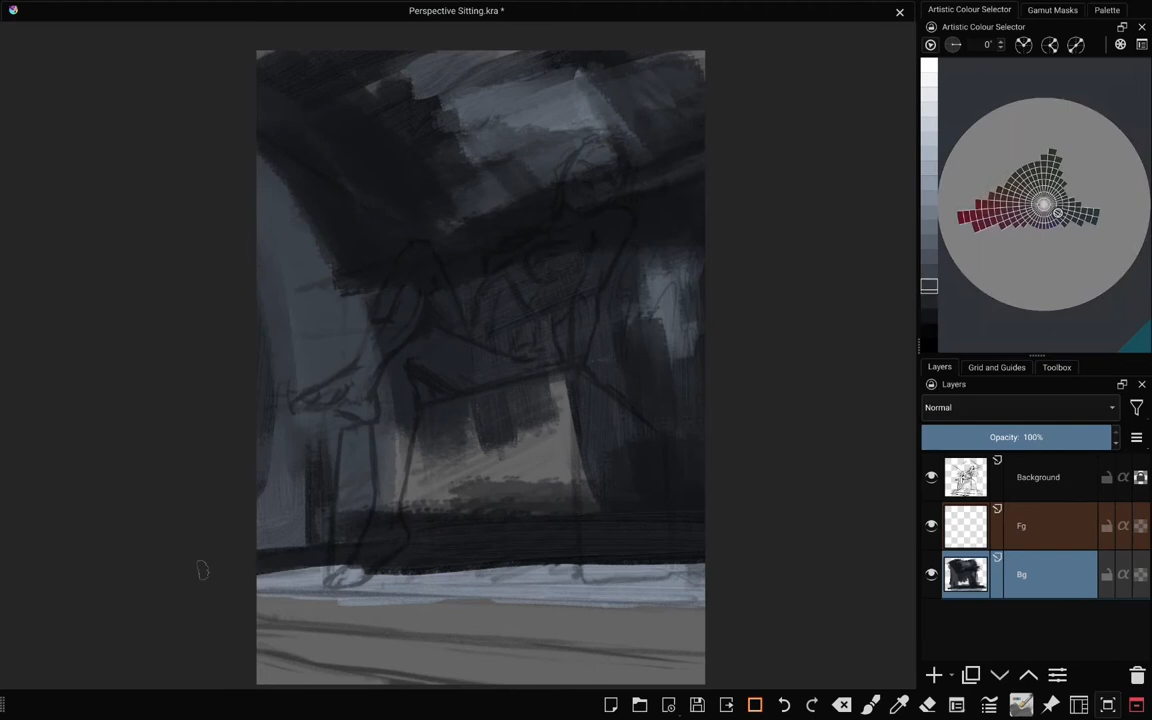 Perspective Sitting.kra *
Artistic Colour Selector
Gamut Masks
Palette
Artistic Colour Selector
0°
Layers
Grid and Guides
Toolbox
Layers
Normal
Opacity: 100%
Background
Fg
Bg